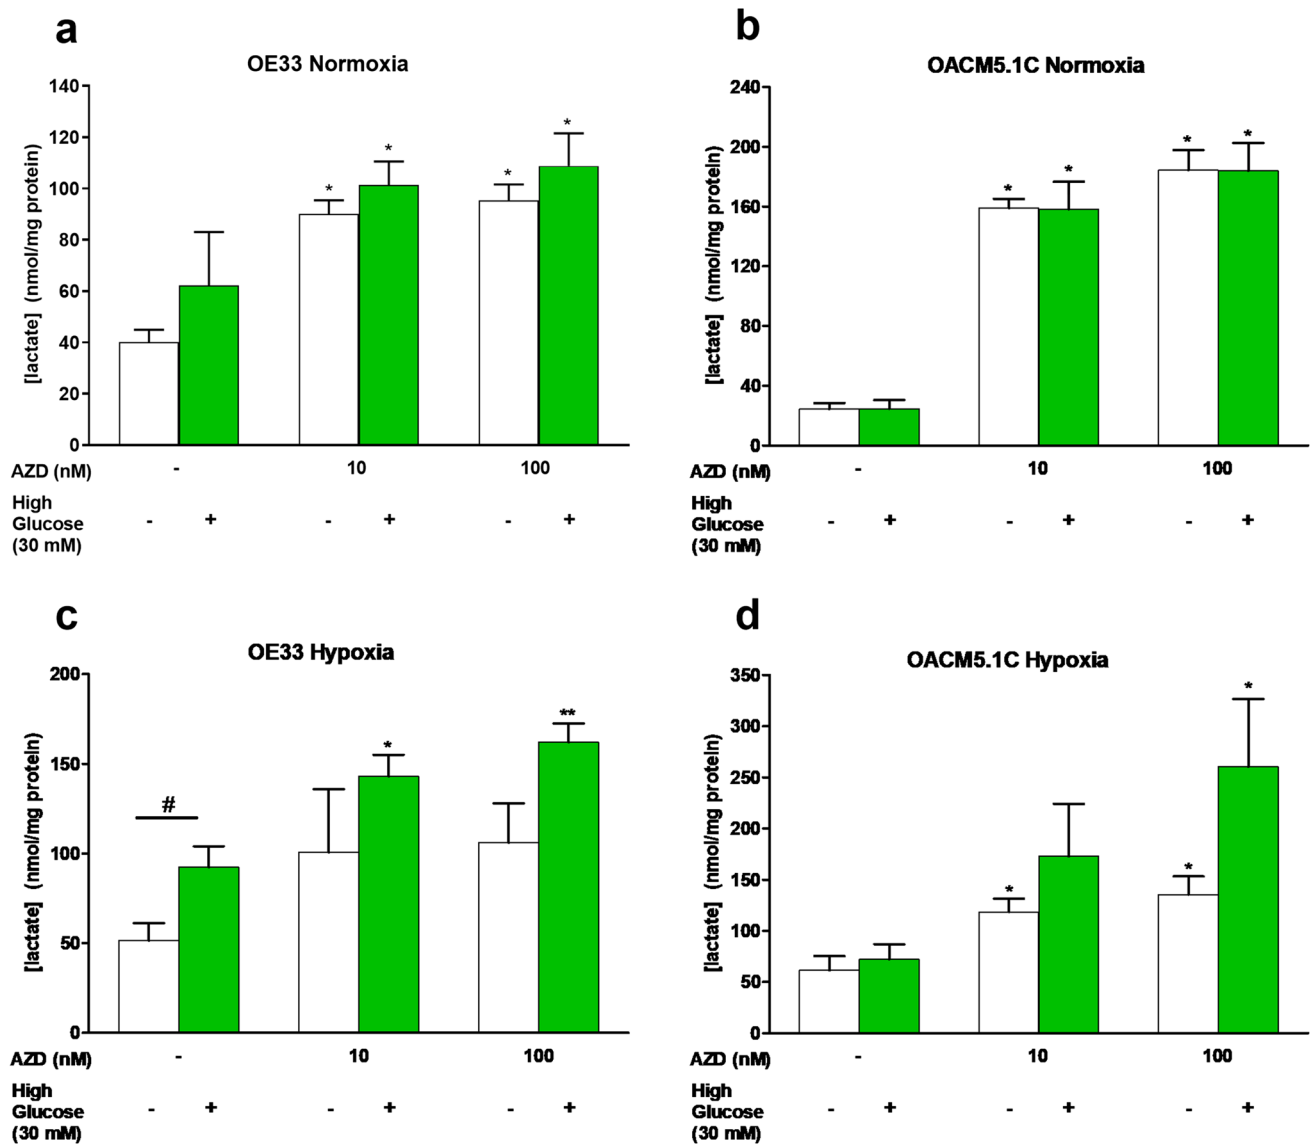 a
OE33 Normoxia
[lactate] (nmol/mg protein)
140
120
100
80
60
40
20
0
*
*
*
*
AZD (nM) - 10 100
High
Glucose - + - + - +
(30 mM)
b
OACM5.1C Normoxia
[lactate] (nmol/mg protein)
240
200
160
120
80
40
0
*
*
*
*
AZD (nM) - 10 100
High
Glucose - + - + - +
(30 mM)
c
OE33 Hypoxia
[lactate] (nmol/mg protein)
200
150
100
50
0
#
*
**
AZD (nM) - 10 100
High
Glucose - + - + - +
(30 mM)
d
OACM5.1C Hypoxia
[lactate] (nmol/mg protein)
350
300
250
200
150
100
50
0
*
*
*
AZD (nM) - 10 100
High
Glucose - + - + - +
(30 mM)